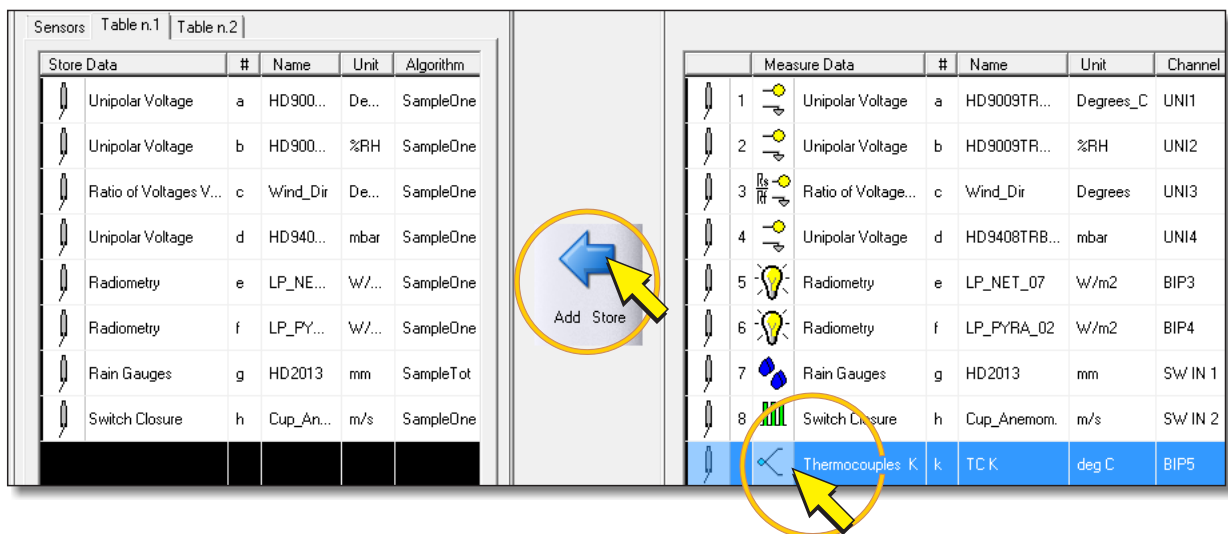 Sensors Table n.1 Table n.2
Store Data # Name Unit Algorithm
Unipolar Voltage a HD900... De... SampleOne
Unipolar Voltage b HD900... %RH SampleOne
Ratio of Voltages V... c Wind_Dir De... SampleOne
Unipolar Voltage d HD940... mbar SampleOne
Radiometry e LP_NE... W/... SampleOne
Radiometry f LP_PY... W/... SampleOne
Rain Gauges g HD2013 mm SampleTot
Switch Closure h Cup_An... m/s SampleOne
Add Store
Measure Data # Name Unit Channel
1 Unipolar Voltage a HD9009TR... Degrees_C UNI1
2 Unipolar Voltage b HD9009TR... %RH UNI2
3 Rs Rf Ratio of Voltage... c Wind_Dir Degrees UNI3
4 Unipolar Voltage d HD9408TRB... mbar UNI4
5 Radiometry e LP_NET_07 W/m2 BIP3
6 Radiometry f LP_PYRA_02 W/m2 BIP4
7 Rain Gauges g HD2013 mm SW IN 1
8 Switch Closure h Cup_Anemom. m/s SW IN 2
Thermocouples K k TC K deg C BIP5